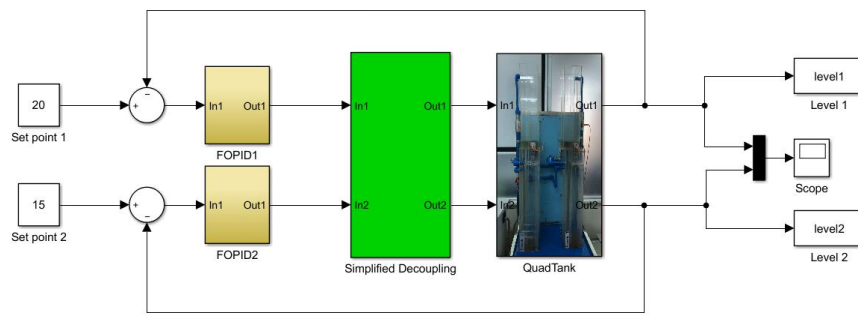 −
20
+
In1 Out1
In1 Out1
In1 Out1
level1
Set point 1
FOPID1
Level 1
15
+
−
In1 Out1
In2 Out2
In2 Out2
Scope
Set point 2
FOPID2
level2
Simplified Decoupling
QuadTank
Level 2